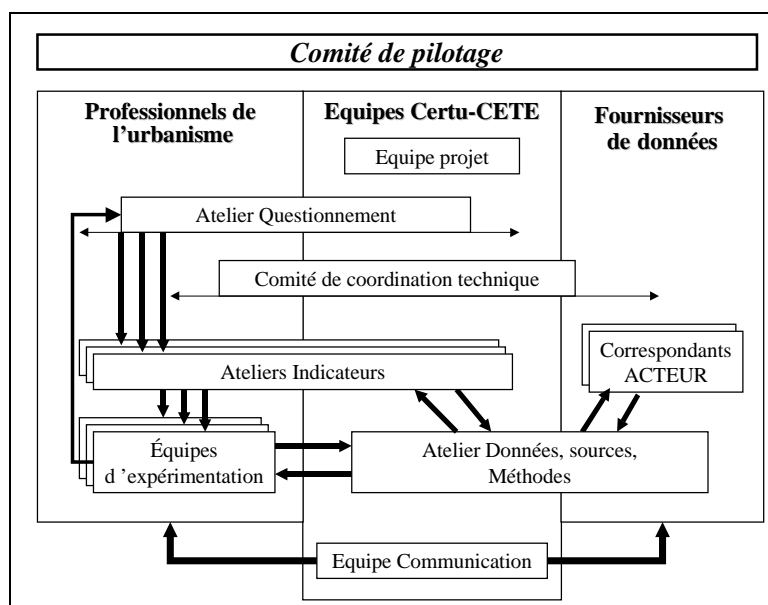 Comité de pilotage
Professionnels de
l'urbanisme
Equipes Certu-CETE
Fournisseurs
de données
Equipe projet
Atelier Questionnement
Comité de coordination technique
Ateliers Indicateurs
Correspondants
ACTEUR
Équipes
d ’expérimentation
Atelier Données, sources,
Méthodes
Equipe Communication